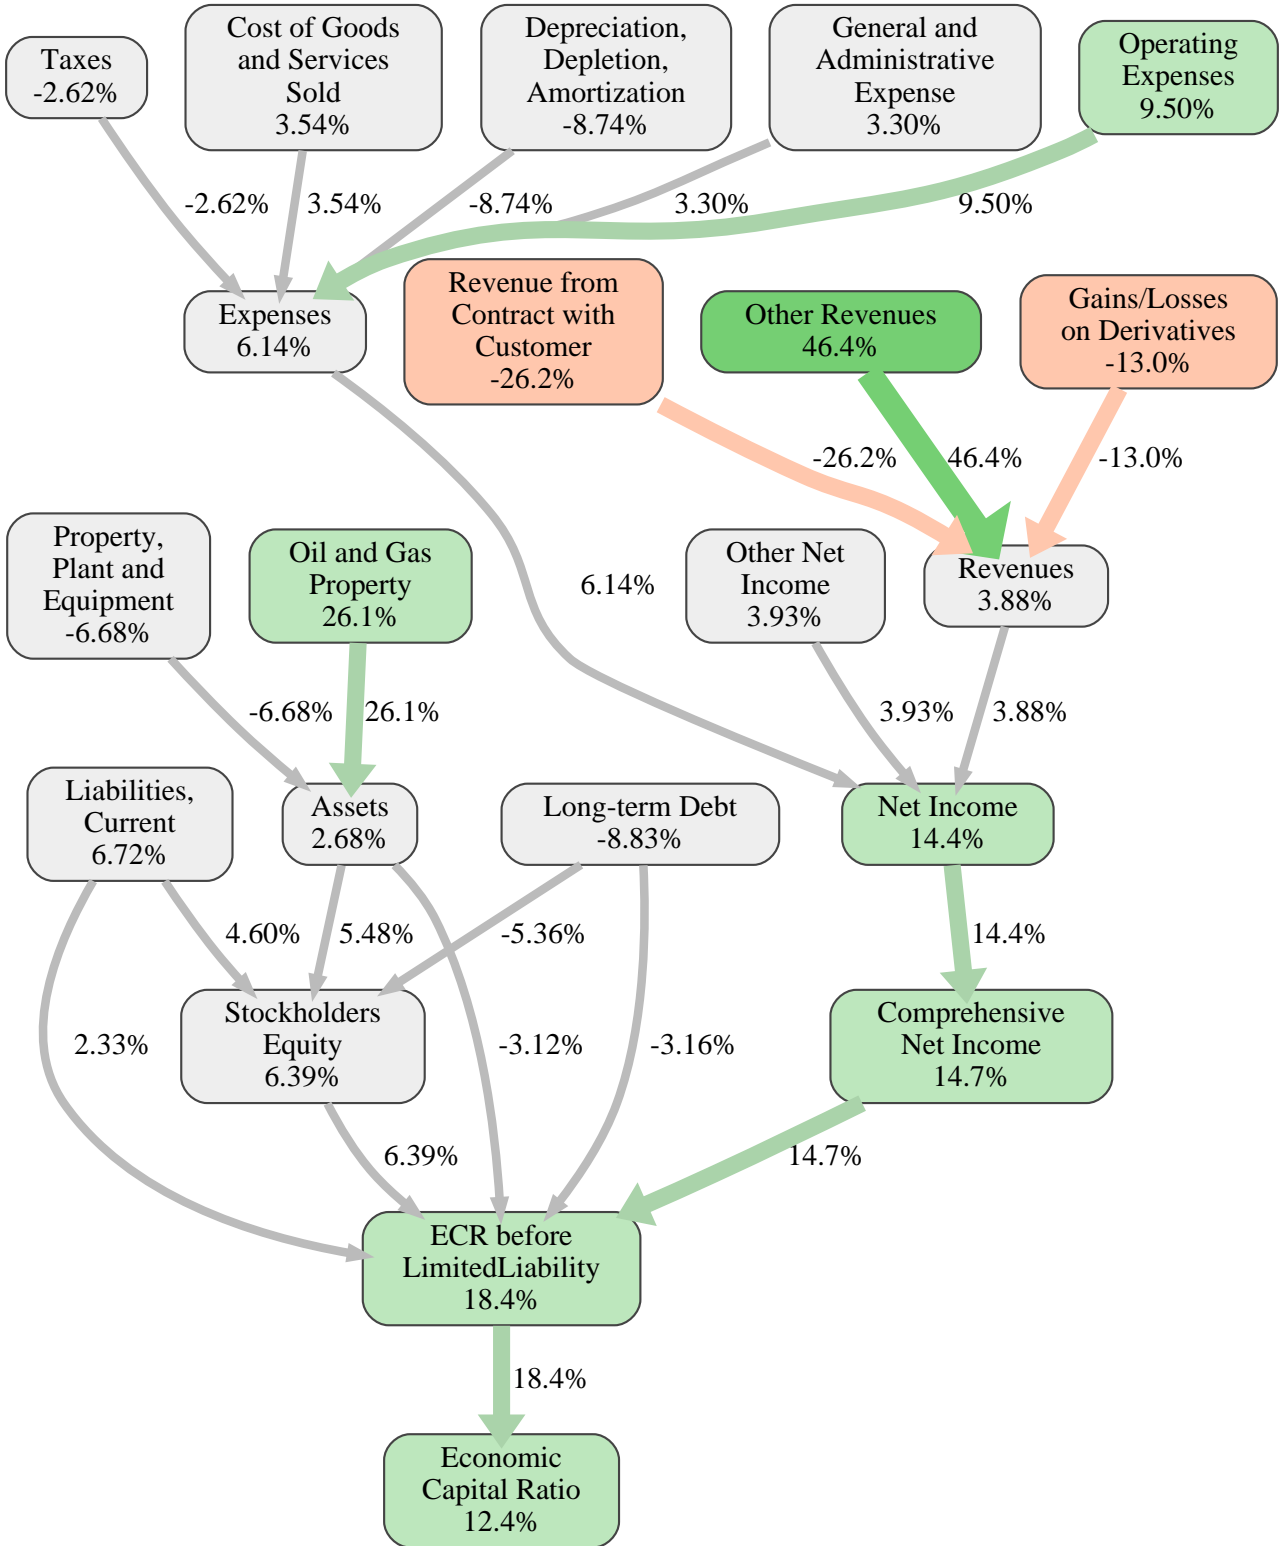 Taxes
-2.62%
Cost of Goods
and Services
Sold
3.54%
Depreciation,
Depletion,
Amortization
-8.74%
General and
Administrative
Expense
3.30%
Operating
Expenses
9.50%
-2.62%
3.54%
-8.74%
3.30%
9.50%
Expenses
6.14%
Revenue from
Contract with
Customer
-26.2%
Other Revenues
46.4%
Gains/Losses
on Derivatives
-13.0%
-26.2%
46.4%
-13.0%
Property,
Plant and
Equipment
-6.68%
Oil and Gas
Property
26.1%
6.14%
Other Net
Income
3.93%
Revenues
3.88%
-6.68%
26.1%
3.93%
3.88%
Liabilities,
Current
6.72%
Assets
2.68%
Long-term Debt
-8.83%
Net Income
14.4%
4.60%
5.48%
-5.36%
14.4%
2.33%
Stockholders
Equity
6.39%
-3.12%
-3.16%
Comprehensive
Net Income
14.7%
6.39%
14.7%
ECR before
LimitedLiability
18.4%
18.4%
Economic
Capital Ratio
12.4%